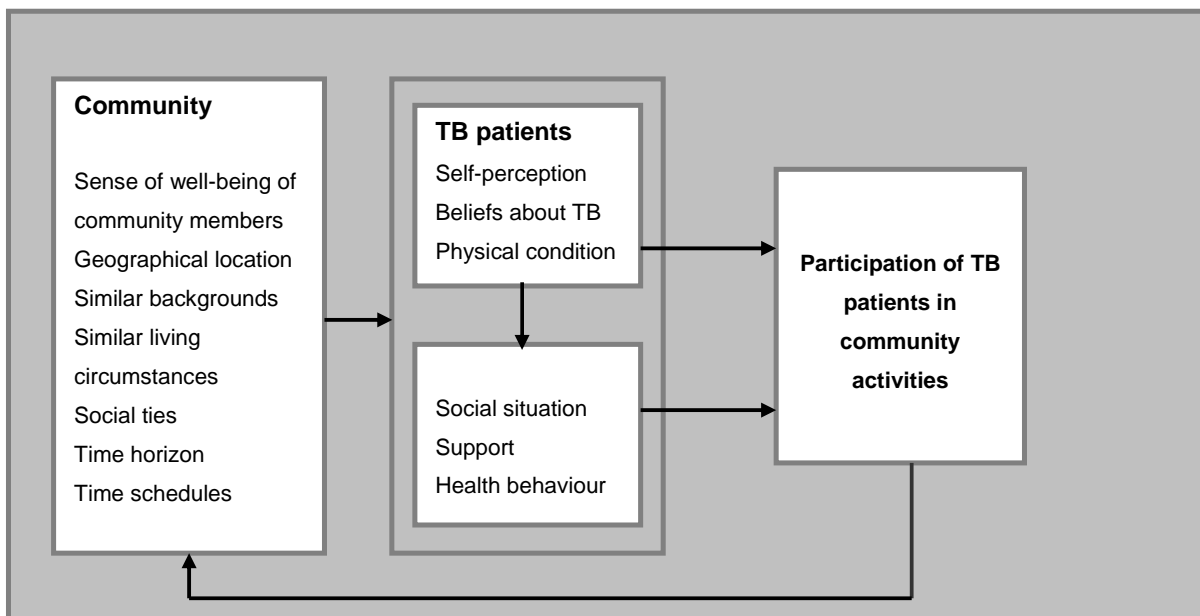 Community
Sense of well-being of
community members
Geographical location
Similar backgrounds
Similar living
circumstances
Social ties
Time horizon
Time schedules
TB patients
Self-perception
Beliefs about TB
Physical condition
Social situation
Support
Health behaviour
Participation of TB
patients in
community
activities